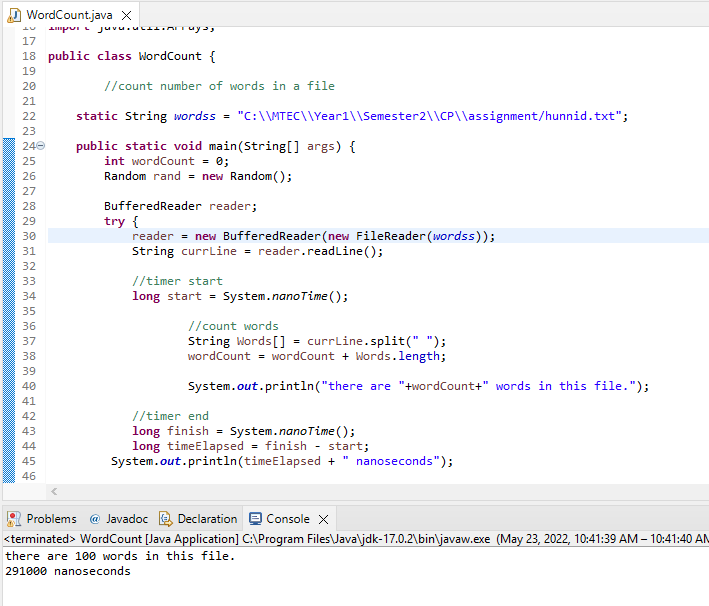 WordCount.java
16 import java.util.Arrays;
17
18 public class WordCount {
19
20 //count number of words in a file
21
22 static String wordss = "C:\\MTEC\\Year1\\Semester2\\CP\\assignment/hunnid.txt";
23
24 public static void main(String[] args) {
25 int wordCount = 0;
26 Random rand = new Random();
27
28 BufferedReader reader;
29 try {
30 reader = new BufferedReader(new FileReader(wordss));
31 String currLine = reader.readLine();
32
33 //timer start
34 long start = System.nanoTime();
35
36 //count words
37 String Words[] = currLine.split(" ");
38 wordCount = wordCount + Words.length;
39
40 System.out.println("there are "+wordCount+" words in this file.");
41
42 //timer end
43 long finish = System.nanoTime();
44 long timeElapsed = finish - start;
45 System.out.println(timeElapsed + " nanoseconds");
46
Problems @ Javadoc Declaration Console
<terminated> WordCount [Java Application] C:\Program Files\Java\jdk-17.0.2\bin\javaw.exe (May 23, 2022, 10:41:39 AM – 10:41:40 AM
there are 100 words in this file.
291000 nanoseconds